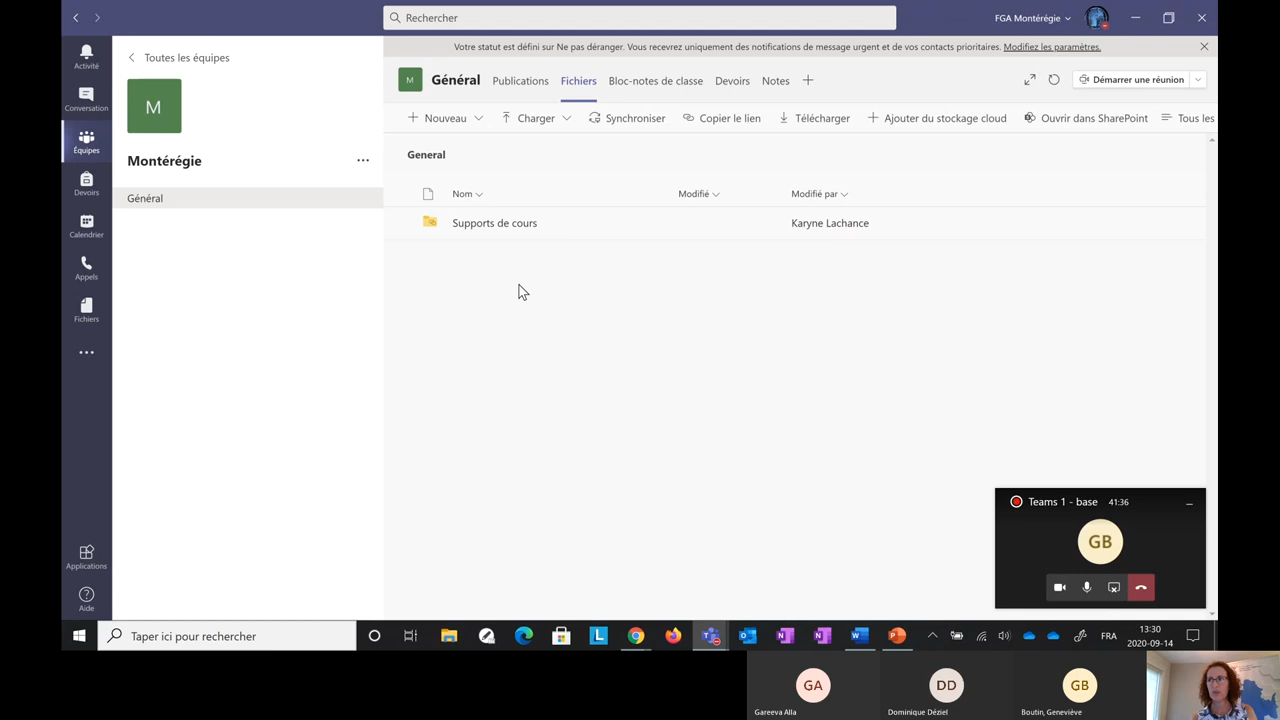 Rechercher
FGA Montérégie
Activité
Conversation
Équipes
Devoirs
Calendrier
Appels
Fichiers
Applications
Aide
Toutes les équipes
M
Montérégie
Général
Votre statut est défini sur Ne pas déranger. Vous recevrez uniquement des notifications de message urgent et de vos contacts prioritaires. Modifiez les paramètres.
M Général Publications Fichiers Bloc-notes de classe Devoirs Notes
Démarrer une réunion
Nouveau Charger Synchroniser Copier le lien Télécharger Ajouter du stockage cloud Ouvrir dans SharePoint Tous les
General
Nom Modifié Modifié par
Supports de cours Karyne Lachance
Teams 1 - base 41:36
GB
Taper ici pour rechercher
L
FRA
13:30
2020-09-14
GA
Gareeva Alla
DD
Dominique Déziel
GB
Boutin, Geneviève